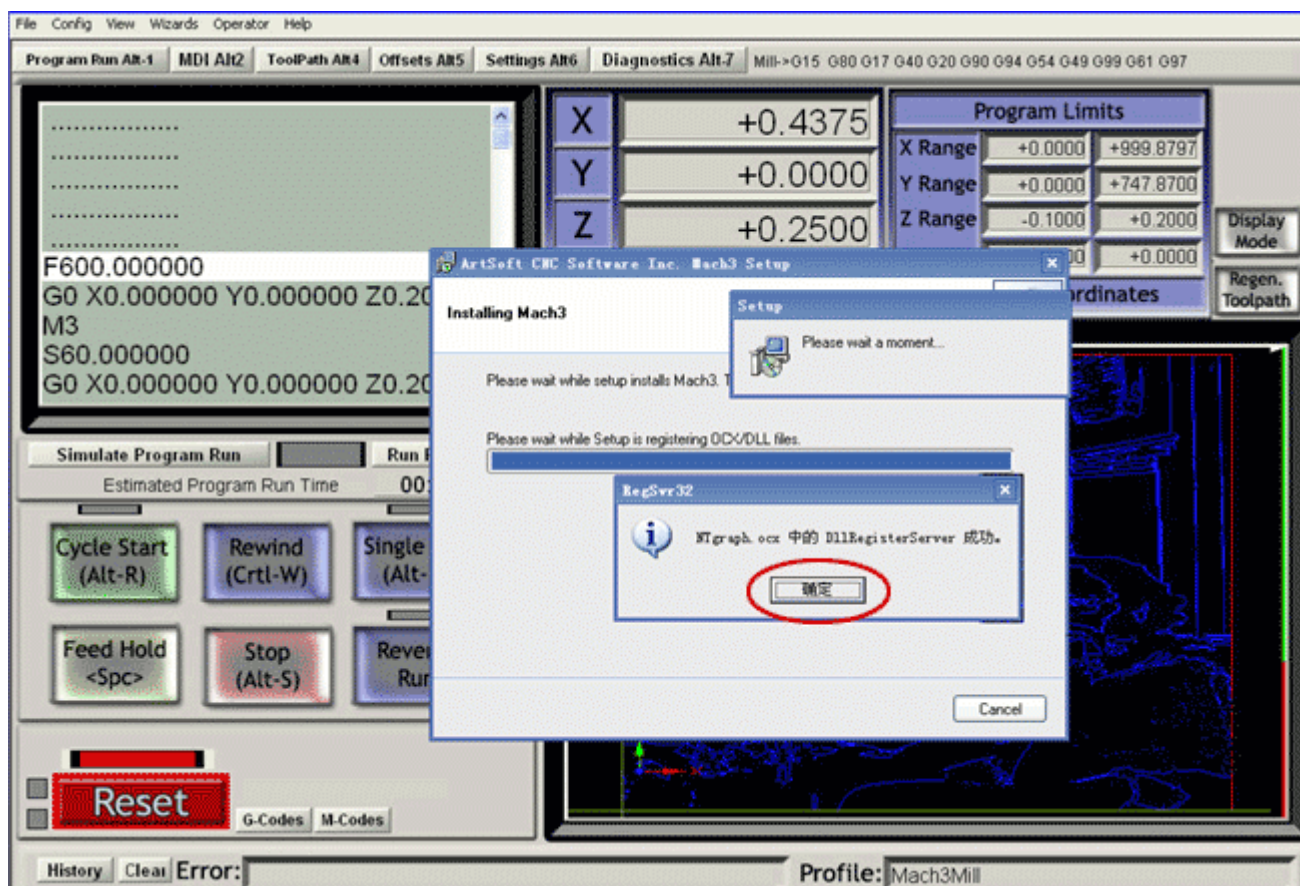 File Config View Wizards Operator Help
Program Run Alt-1 MDI Alt2 ToolPath Alt4 Offsets Alt5 Settings Alt6 Diagnostics Alt-7 Mill->G15 G80 G17 G40 G20 G90 G94 G54 G49 G99 G61 G97
F600.000000
G0 X0.000000 Y0.000000 Z0.20
M3
S60.000000
G0 X0.000000 Y0.000000 Z0.20
X +0.4375
Y +0.0000
Z +0.2500
Program Limits
X Range +0.0000 +999.8797
Y Range +0.0000 +747.8700
Z Range -0.1000 +0.2000
+0.0000
Display
Mode
Regen.
Toolpath
ArtSoft CNC Software Inc. Mach3 Setup
Installing Mach3
Please wait while setup installs Mach3. T
Please wait while Setup is registering OCX/DLL files.
Setup
Please wait a moment...
RegSvr32
NTgraph.ocx 中的 DllRegisterServer 成功。
确定
Cancel
Simulate Program Run
Estimated Program Run Time 00:
Cycle Start
(Alt-R)
Rewind
(Crtl-W)
Single
(Alt-
Feed Hold
<Spc>
Stop
(Alt-S)
Reset
G-Codes M-Codes
History Clear Error:
Profile: Mach3Mill